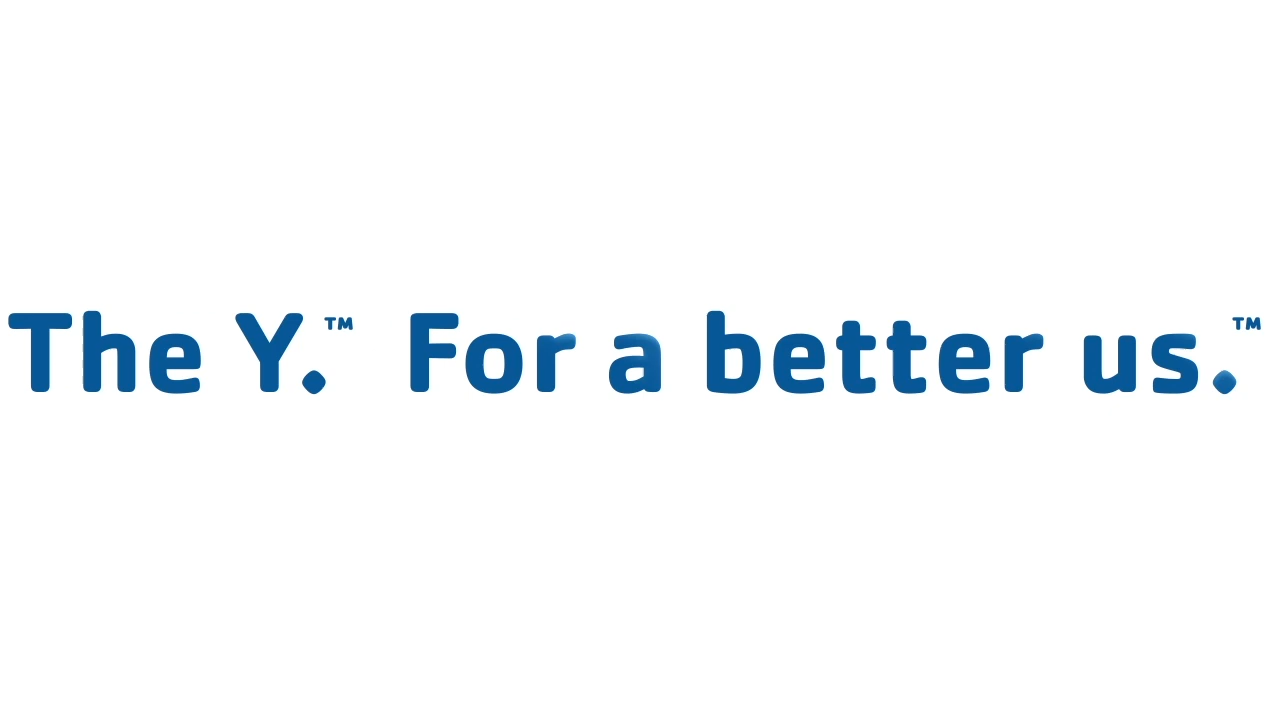 The Y.™ For a better us.™